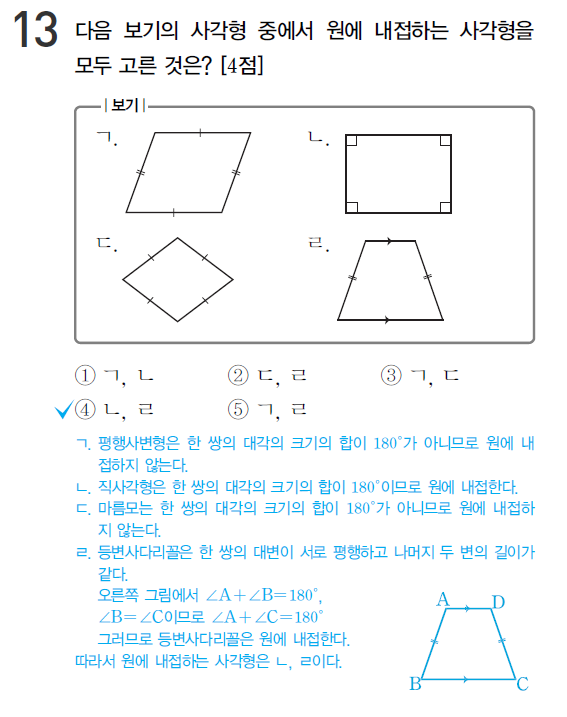 13 다음 보기의 사각형 중에서 원에 내접하는 사각형을
모두 고른 것은? [4점]
보기
ㄱ. ㄴ.
ㄷ. ㄹ.
① ㄱ, ㄴ ② ㄷ, ㄹ ③ ㄱ, ㄷ
④ ㄴ, ㄹ ⑤ ㄱ, ㄹ
ㄱ. 평행사변형은 한 쌍의 대각의 크기의 합이 180°가 아니므로 원에 내
접하지 않는다.
ㄴ. 직사각형은 한 쌍의 대각의 크기의 합이 180°이므로 원에 내접한다.
ㄷ. 마름모는 한 쌍의 대각의 크기의 합이 180°가 아니므로 원에 내접하
지 않는다.
ㄹ. 등변사다리꼴은 한 쌍의 대변이 서로 평행하고 나머지 두 변의 길이가
같다.
오른쪽 그림에서 ∠A+∠B=180°,
∠B=∠C이므로 ∠A+∠C=180°
그러므로 등변사다리꼴은 원에 내접한다.
따라서 원에 내접하는 사각형은 ㄴ, ㄹ이다.
A D
B C